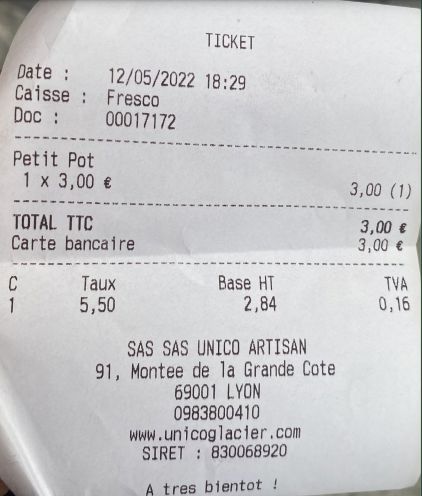 TICKET
Date : 12/05/2022 18:29
Caisse : Fresco
Doc : 00017172
Petit Pot
1 x 3,00 € 3,00 (1)
TOTAL TTC 3,00 €
Carte bancaire 3,00 €
C Taux Base HT TVA
1 5,50 2,84 0,16
SAS SAS UNICO ARTISAN
91, Montee de la Grande Cote
69001 LYON
0983800410
www.unicoglacier.com
SIRET : 830068920
A tres bientot !